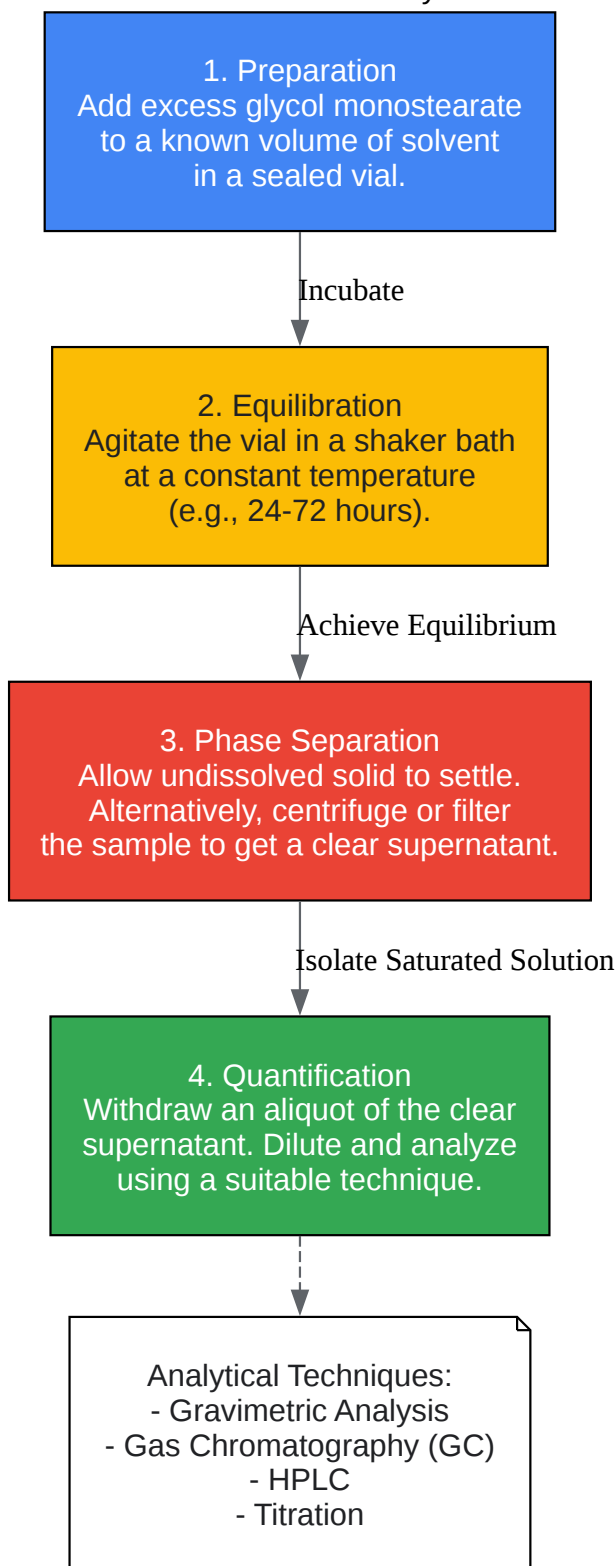 1. Preparation
Add excess glycol monostearate
to a known volume of solvent
in a sealed vial.
Incubate
2. Equilibration
Agitate the vial in a shaker bath
at a constant temperature
(e.g., 24-72 hours).
Achieve Equilibrium
3. Phase Separation
Allow undissolved solid to settle.
Alternatively, centrifuge or filter
the sample to get a clear supernatant.
Isolate Saturated Solution
4. Quantification
Withdraw an aliquot of the clear
supernatant. Dilute and analyze
using a suitable technique.
Analytical Techniques:
- Gravimetric Analysis
- Gas Chromatography (GC)
- HPLC
- Titration